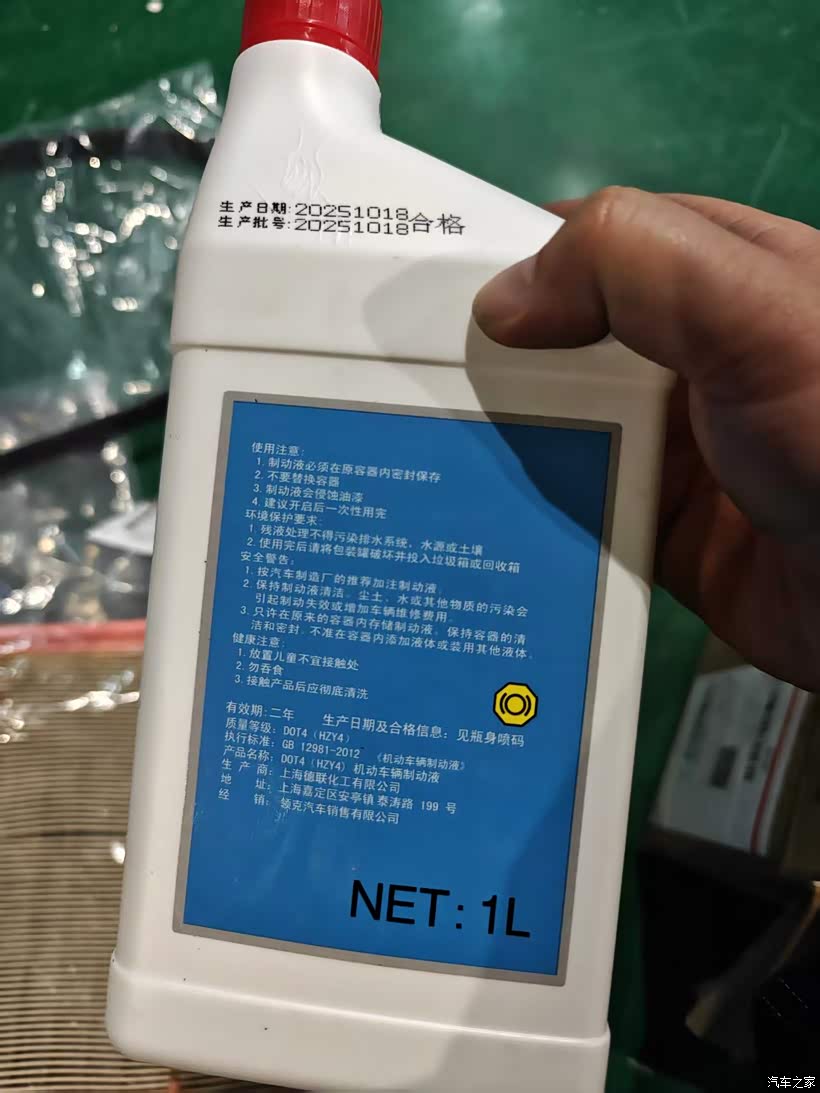 生产日期:20251018
生产批号:20251018合格
使用注意:
1. 制动液必须在原容器内密封保存
2. 不要替换容器
3. 制动液会侵蚀油漆
4. 建议开启后一次性用完
环境保护要求:
1. 残液处理不得污染排水系统，水源或土壤
2. 使用完后请将包装罐破坏并投入垃圾箱或回收箱
安全警告:
1. 按汽车制造厂的推荐加注制动液。
2. 保持制动液清洁。尘土、水或其他物质的污染会
引起制动失效或增加车辆维修费用。
3. 只许在原来的容器内存储制动液。保持容器的清
洁和密封。不准在容器内添加液体或装用其他液体。
健康注意:
1. 放置儿童不宜接触处
2. 勿吞食
3. 接触产品后应彻底清洗
有效期:二年 生产日期及合格信息：见瓶身喷码
质量等级: DOT4 (HZY4)
执行标准: GB 12981-2012 《机动车辆制动液》
产品名称: DOT4 (HZY4) 机动车辆制动液
生产商: 上海德联化工有限公司
地址: 上海嘉定区安亭镇泰涛路 199 号
经销: 领克汽车销售有限公司
NET: 1L
汽车之家